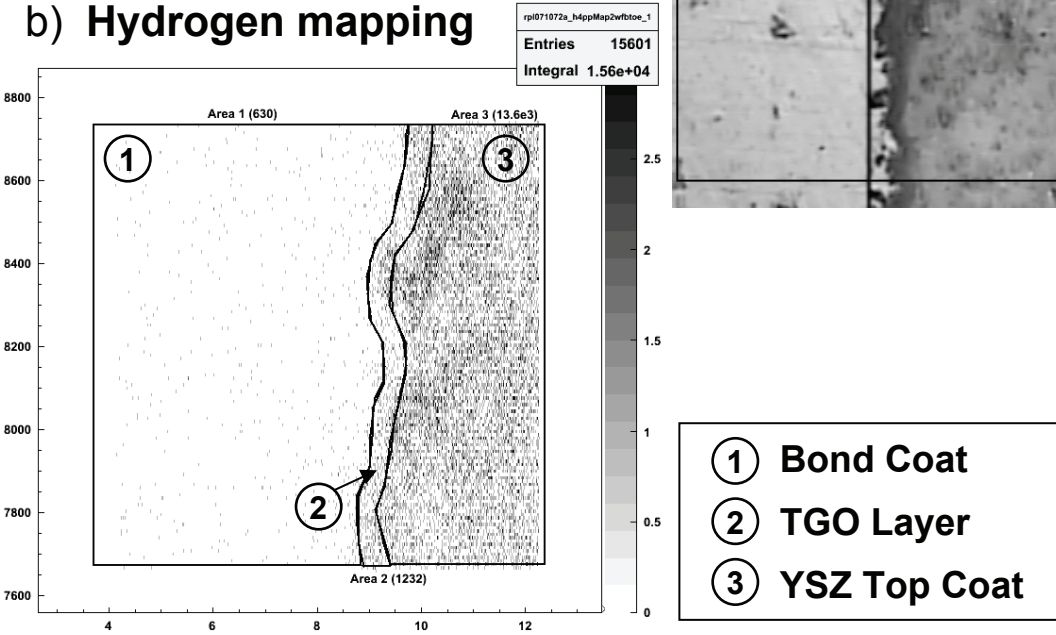 b) Hydrogen mapping
rpl071072a_h4ppMap2wfbtoe_1
Entries 15601
Integral 1.56e+04
Area 1 (630)
Area 3 (13.6e3)
1
3
2
Area 2 (1232)
8800
8600
8400
8200
8000
7800
7600
4 6 8 10 12
2.5
2
1.5
1
0.5
0
1 Bond Coat
2 TGO Layer
3 YSZ Top Coat